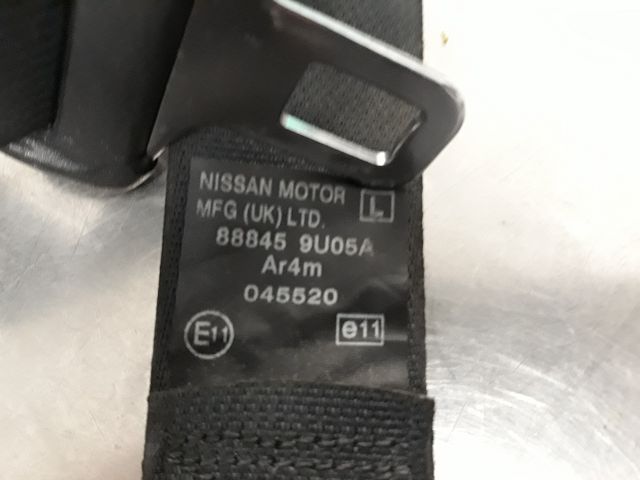 NISSAN MOTOR
MFG (UK) LTD. L
88845 9U05A
Ar4m
045520
E11 e11